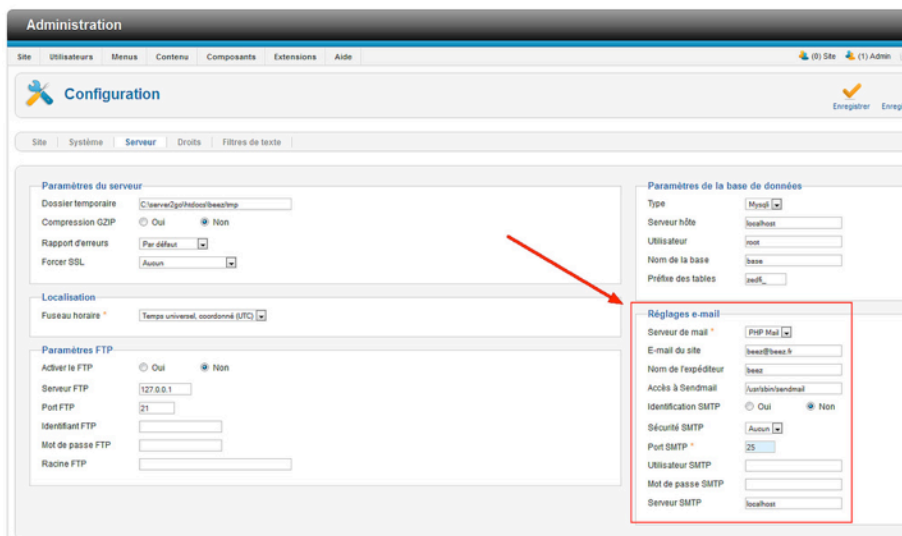 Administration
Site Utilisateurs Menus Contenu Composants Extensions Aide (0) Site (1) Admin
Configuration
Enregistrer Enreg
Site Système Serveur Droits Filtres de texte
Paramètres du serveur
Dossier temporaire C:\server2go\htdocs\beez/tmp
Compression GZIP Oui Non
Rapport d'erreurs Par défaut
Forcer SSL Aucun
Localisation
Fuseau horaire * Temps universel, coordonné (UTC)
Paramètres FTP
Activer le FTP Oui Non
Serveur FTP 127.0.0.1
Port FTP 21
Identifiant FTP
Mot de passe FTP
Racine FTP
Paramètres de la base de données
Type Mysqli
Serveur hôte localhost
Utilisateur root
Nom de la base base
Préfixe des tables
Réglages e-mail
Serveur de mail * PHP Mail
E-mail du site beez@beez.fr
Nom de l'expéditeur beez
Accès à Sendmail /usr/sbin/sendmail
Identification SMTP Oui Non
Sécurité SMTP Aucun
Port SMTP * 25
Utilisateur SMTP
Mot de passe SMTP
Serveur SMTP localhost